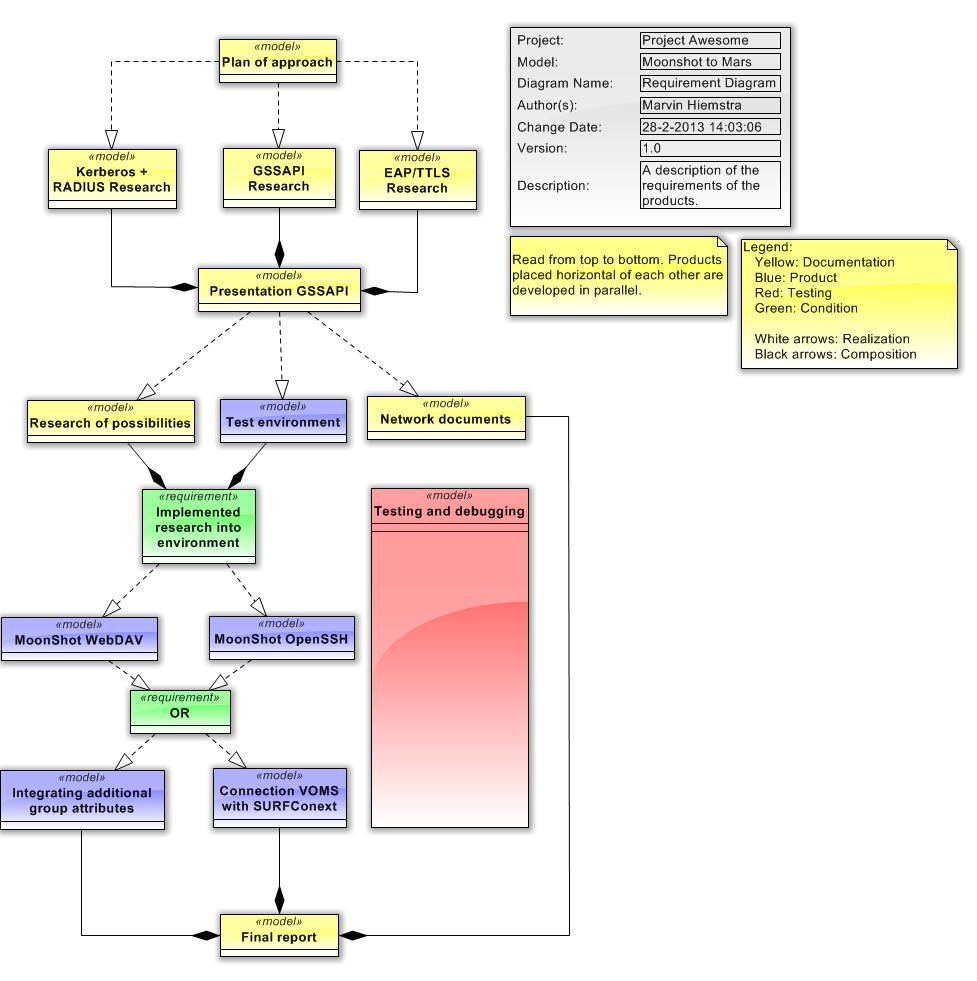 «model»
Plan of approach
«model»
Kerberos +
RADIUS Research
«model»
GSSAPI
Research
«model»
EAP/TTLS
Research
«model»
Presentation GSSAPI
«model»
Research of possibilities
«model»
Test environment
«model»
Network documents
«requirement»
Implemented
research into
environment
«model»
Testing and debugging
«model»
MoonShot WebDAV
«model»
MoonShot OpenSSH
«requirement»
OR
«model»
Integrating additional
group attributes
«model»
Connection VOMS
with SURFConext
«model»
Final report
Project: Project Awesome
Model: Moonshot to Mars
Diagram Name: Requirement Diagram
Author(s): Marvin Hiemstra
Change Date: 28-2-2013 14:03:06
Version: 1.0
Description: A description of the
requirements of the
products.
Read from top to bottom. Products
placed horizontal of each other are
developed in parallel.
Legend:
Yellow: Documentation
Blue: Product
Red: Testing
Green: Condition
White arrows: Realization
Black arrows: Composition